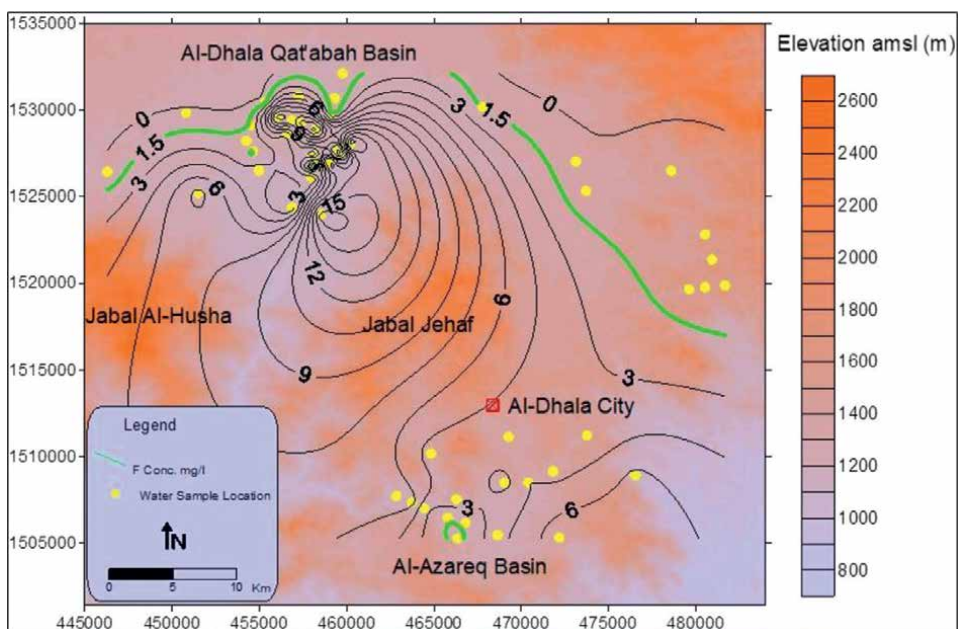 1535000
1530000
1525000
1520000
1515000
1510000
1505000
445000 450000 455000 460000 465000 470000 475000 480000
Al-Dhala Qat'abah Basin
0
1.5
3
6
6
9
3
15
12
9
3
1.5
0
6
3
Jabal Al-Husha
Jabal Jehaf
Al-Dhala City
3
6
Al-Azareq Basin
Legend
F Conc. mg/l
Water Sample Location
N
0 5 10
Km
Elevation amsl (m)
2600
2400
2200
2000
1800
1600
1400
1200
1000
800